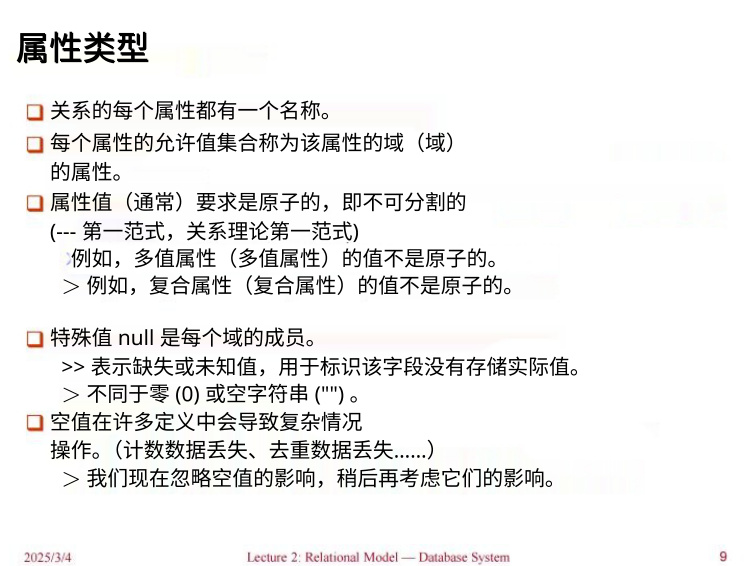 属性类型
关系的每个属性都有一个名称。
每个属性的允许值集合称为该属性的域（域）
的属性。
属性值（通常）要求是原子的，即不可分割的
(--- 第一范式，关系理论第一范式)
例如，多值属性（多值属性）的值不是原子的。
> 例如，复合属性（复合属性）的值不是原子的。
特殊值 null 是每个域的成员。
>> 表示缺失或未知值，用于标识该字段没有存储实际值。
> 不同于零 (0) 或空字符串 ("") 。
空值在许多定义中会导致复杂情况
操作。（计数数据丢失、去重数据丢失......）
> 我们现在忽略空值的影响，稍后再考虑它们的影响。
2025/3/4 Lecture 2: Relational Model — Database System 9